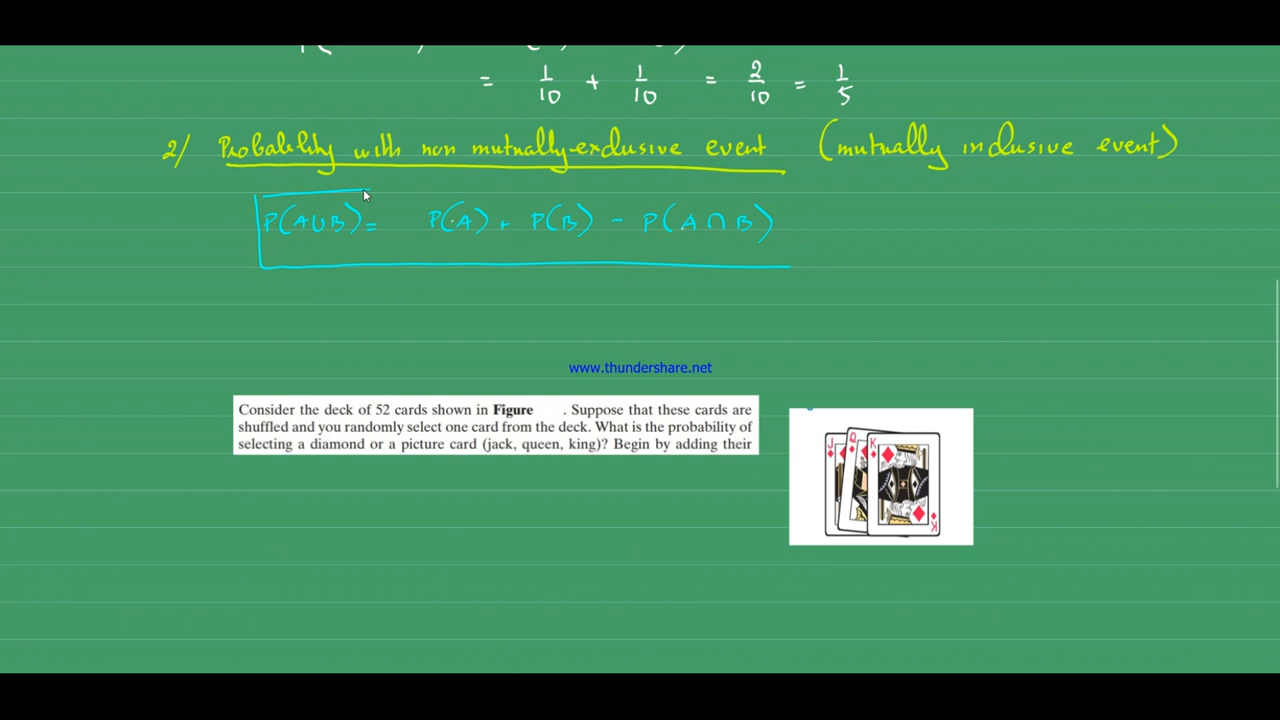 = 1/10 + 1/10 = 2/10 = 1/5
2/ Probability with non mutually-exclusive event (mutually inclusive event)
P(A∪B) = P(A) + P(B) - P(A∩B)
www.thundershare.net
Consider the deck of 52 cards shown in Figure . Suppose that these cards are
shuffled and you randomly select one card from the deck. What is the probability of
selecting a diamond or a picture card (jack, queen, king)? Begin by adding their
J Q K
K